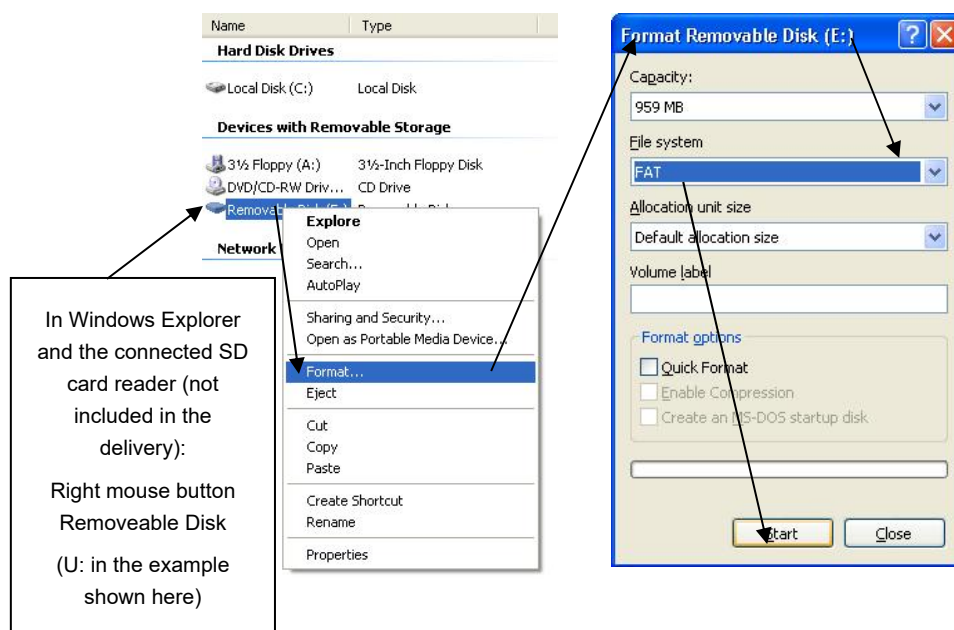 Name Type
Hard Disk Drives
Local Disk (C:) Local Disk
Devices with Removable Storage
3½ Floppy (A:) 3½-Inch Floppy Disk
DVD/CD-RW Driv... CD Drive
Removable Disk (E:) Removable Disk
Network
Explore
Open
Search...
AutoPlay
Sharing and Security...
Open as Portable Media Device...
Format...
Eject
Cut
Copy
Paste
Create Shortcut
Rename
Properties
In Windows Explorer
and the connected SD
card reader (not
included in the
delivery):
Right mouse button
Removeable Disk
(U: in the example
shown here)
Format Removable Disk (E:)
Capacity:
959 MB
File system
FAT
Allocation unit size
Default allocation size
Volume label
Format options
Quick Format
Enable Compression
Create an MS-DOS startup disk
Start Close